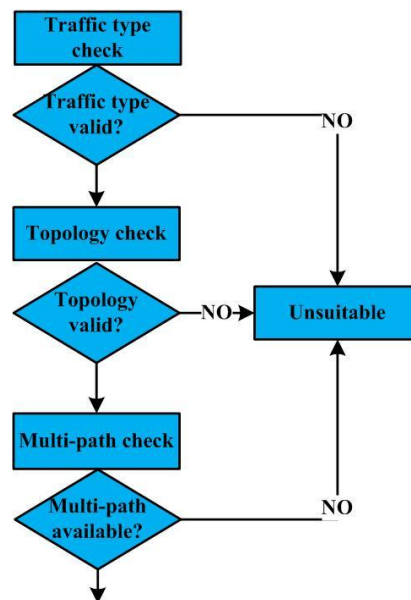 Traffic type
check
Traffic type
valid?
NO
Topology check
Topology
valid?
NO
Unsuitable
Multi-path check
Multi-path
available?
NO